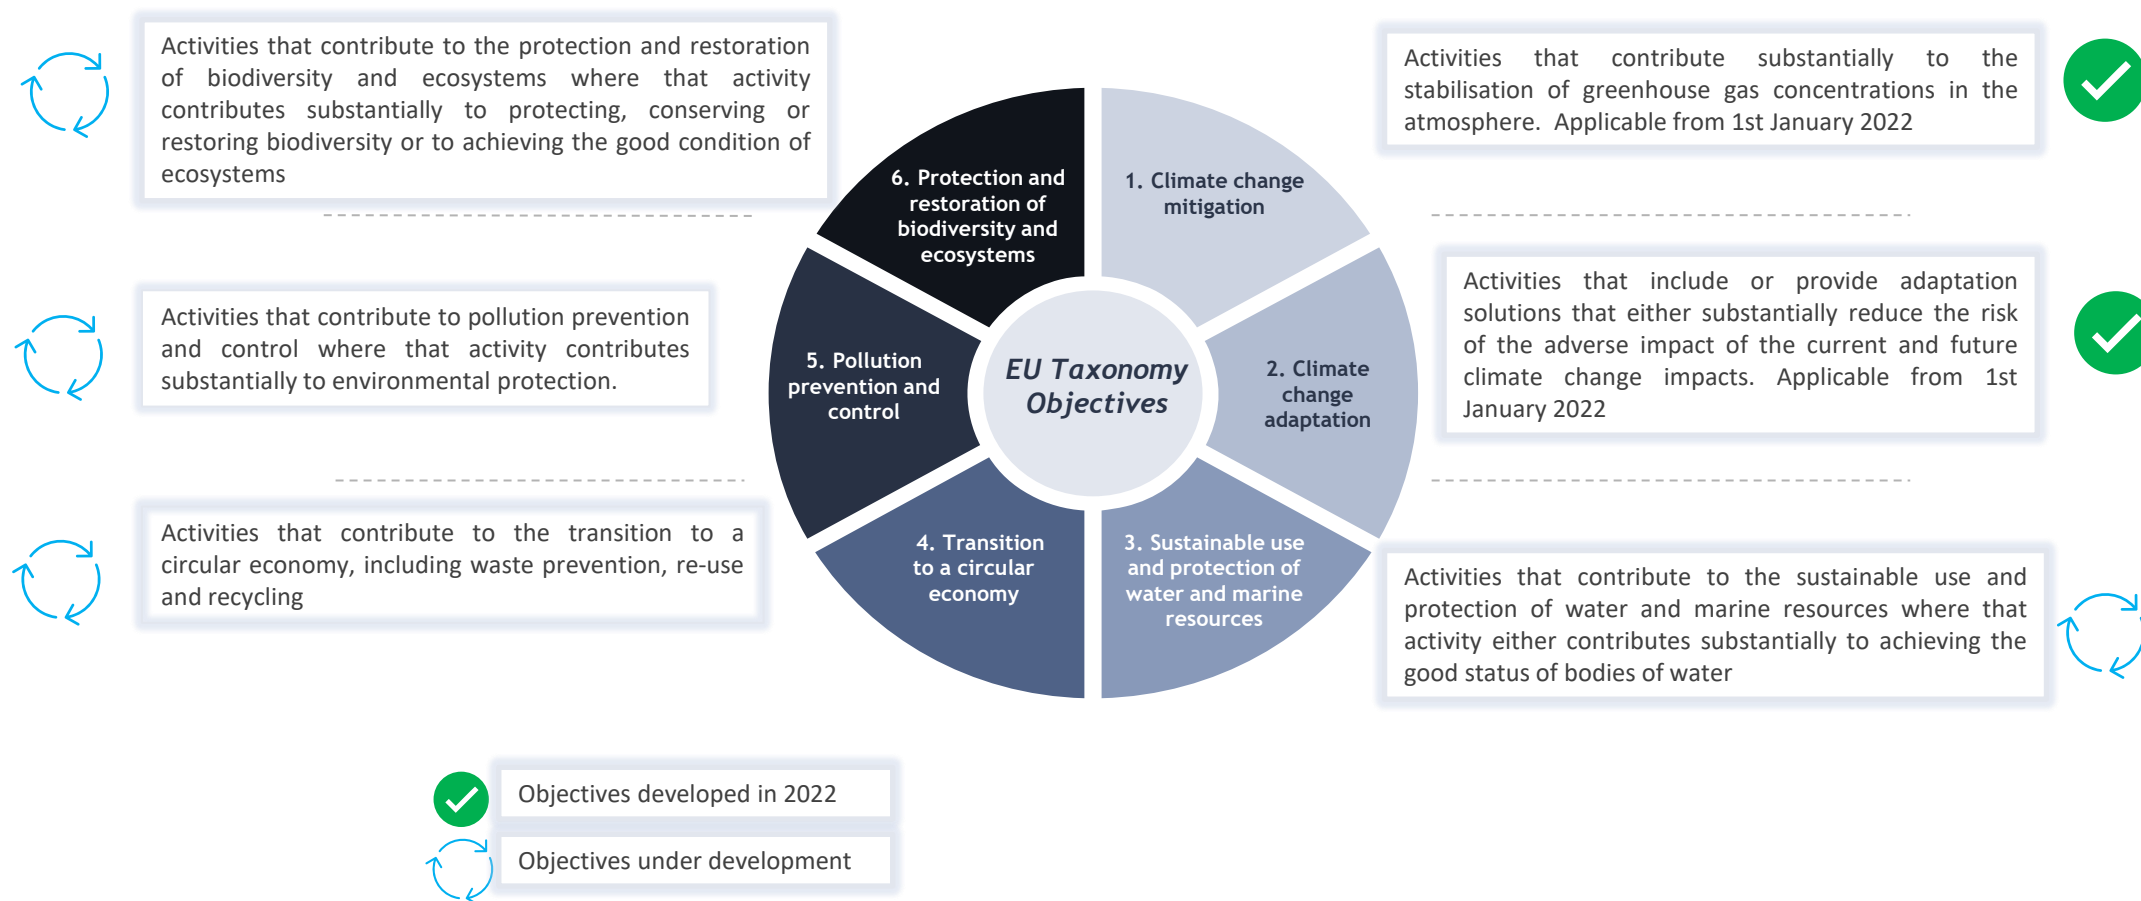 Activities that contribute to the protection and restoration
of biodiversity and ecosystems where that activity
contributes substantially to protecting, conserving or
restoring biodiversity or to achieving the good condition of
ecosystems
Activities that contribute to pollution prevention
and control where that activity contributes
substantially to environmental protection.
Activities that contribute to the transition to a
circular economy, including waste prevention, re-use
and recycling
6. Protection and
restoration of
biodiversity and
ecosystems
1. Climate change
mitigation
5. Pollution
prevention and
control
EU Taxonomy
Objectives
2. Climate
change
adaptation
4. Transition
to a circular
economy
3. Sustainable use
and protection of
water and marine
resources
Activities that contribute substantially to the
stabilisation of greenhouse gas concentrations in the
atmosphere. Applicable from 1st January 2022
Activities that include or provide adaptation
solutions that either substantially reduce the risk
of the adverse impact of the current and future
climate change impacts. Applicable from 1st
January 2022
Activities that contribute to the sustainable use and
protection of water and marine resources where that
activity either contributes substantially to achieving the
good status of bodies of water
Objectives developed in 2022
Objectives under development